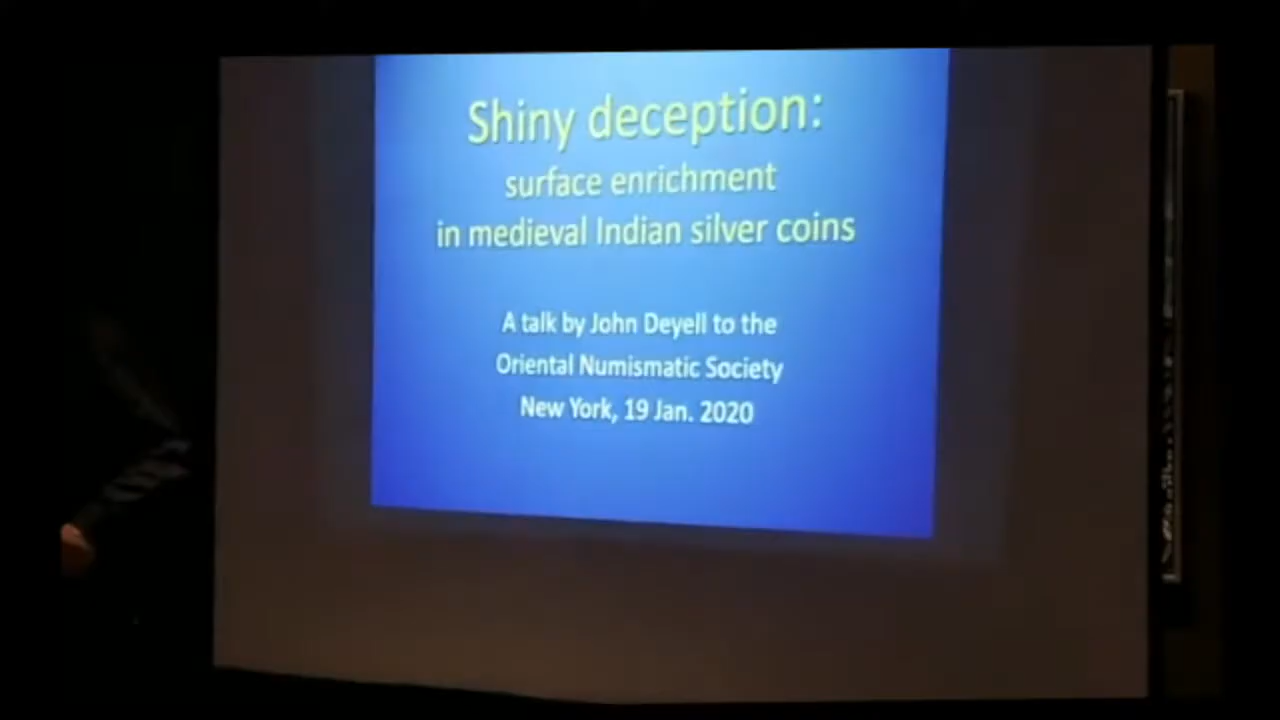 Shiny deception:
surface enrichment
in medieval Indian silver coins
A talk by John Deyell to the
Oriental Numismatic Society
New York, 19 Jan. 2020